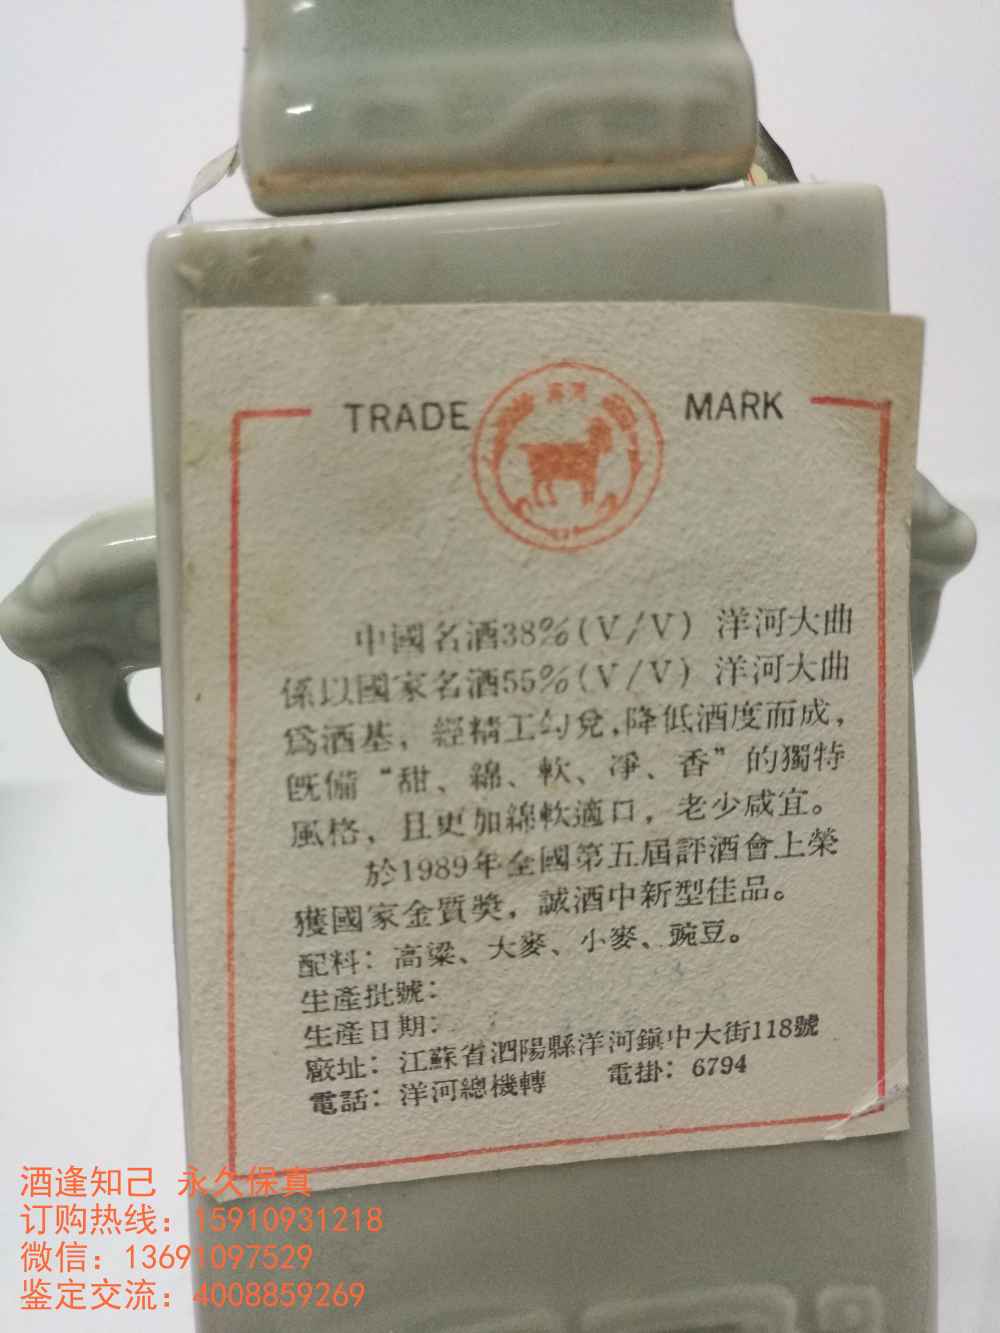 TRADE MARK
洋河
中國名酒38%(V/V) 洋河大曲
係以國家名酒55%(V/V) 洋河大曲
爲酒基，經精工勾兌，降低酒度而成，
既備“甜、綿、軟、凈、香”的獨特
風格，且更加綿軟適口，老少咸宜。
於1989年全國第五屆評酒會上榮
獲國家金質奬，誠酒中新型佳品。
配料：高粱、大麥、小麥、豌豆。
生產批號：
生產日期：
廠址：江蘇省泗陽縣洋河鎮中大街118號
電話：洋河總機轉 電掛：6794
酒逢知己 永久保真
订购热线：15910931218
微信：13691097529
鉴定交流：4008859269